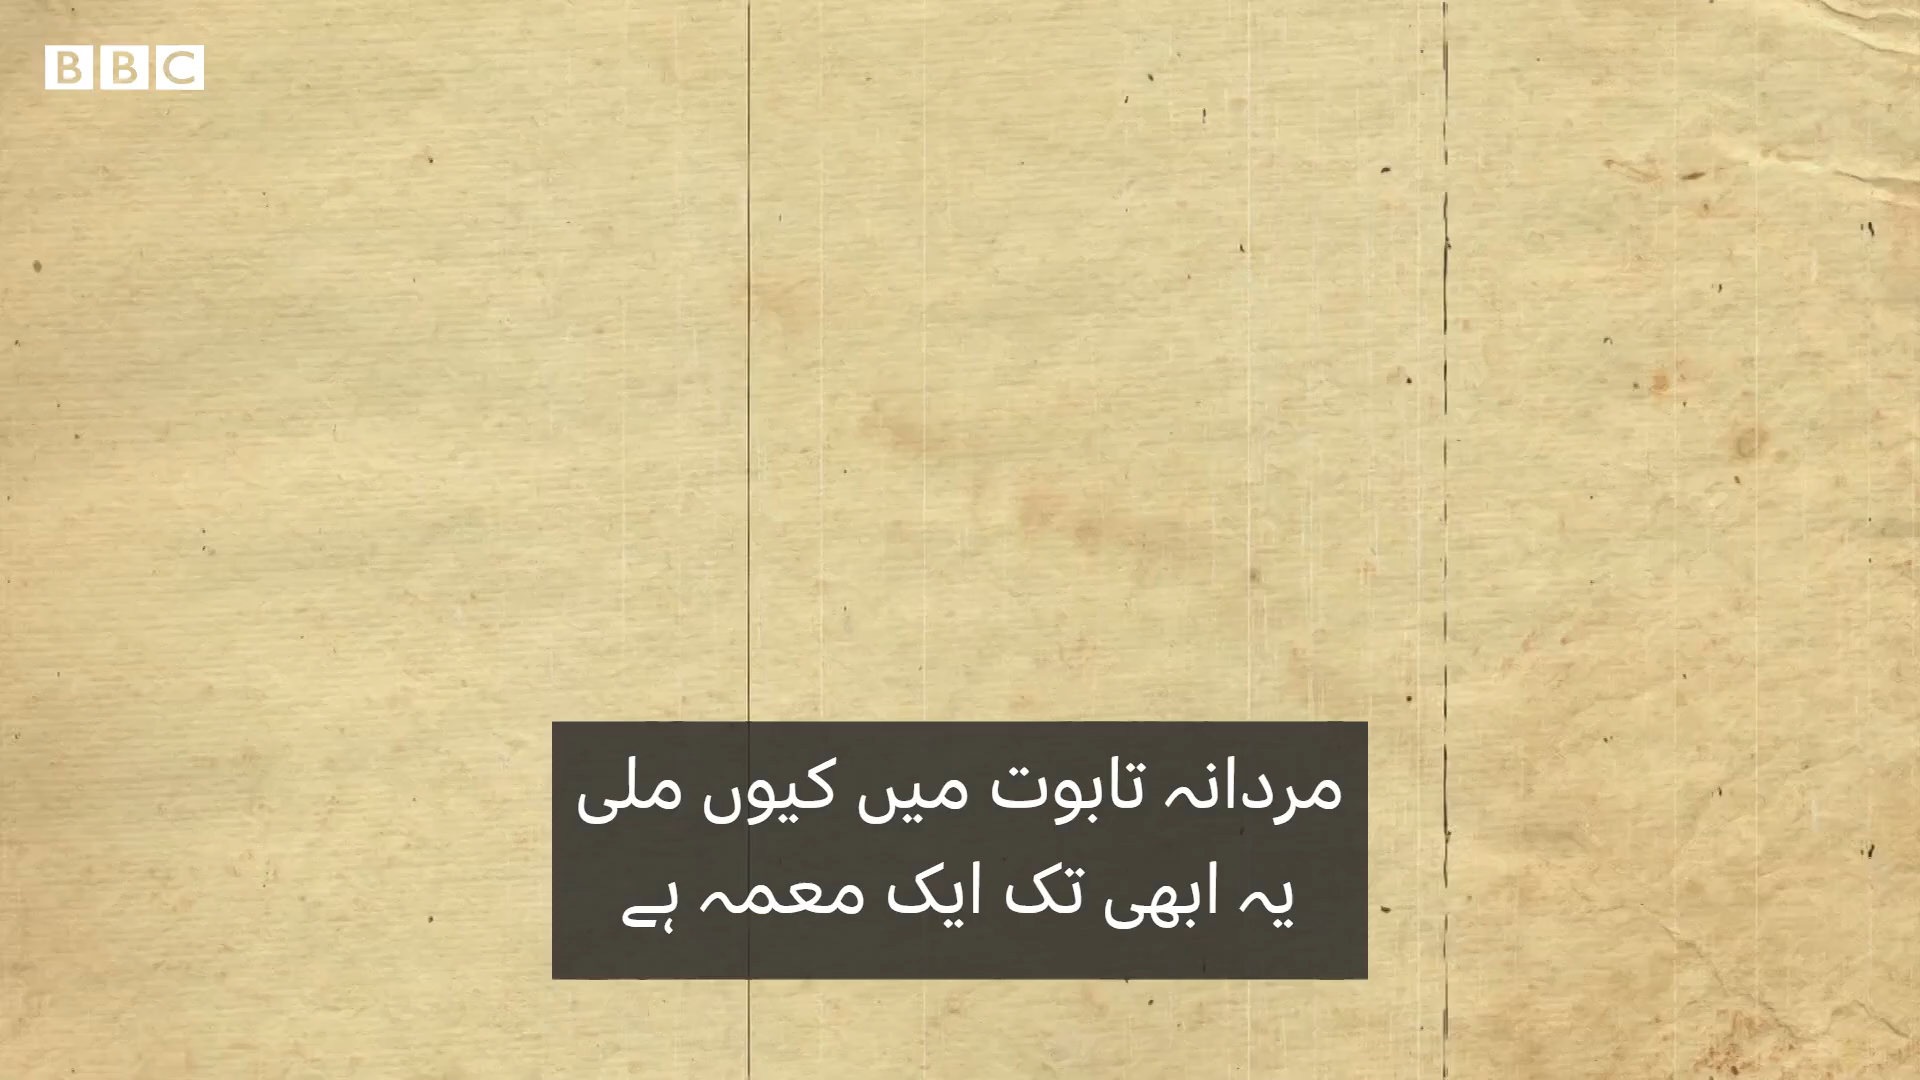 BBC
مردانہ تابوت میں کیوں ملی
یہ ابھی تک ایک معمہ ہے